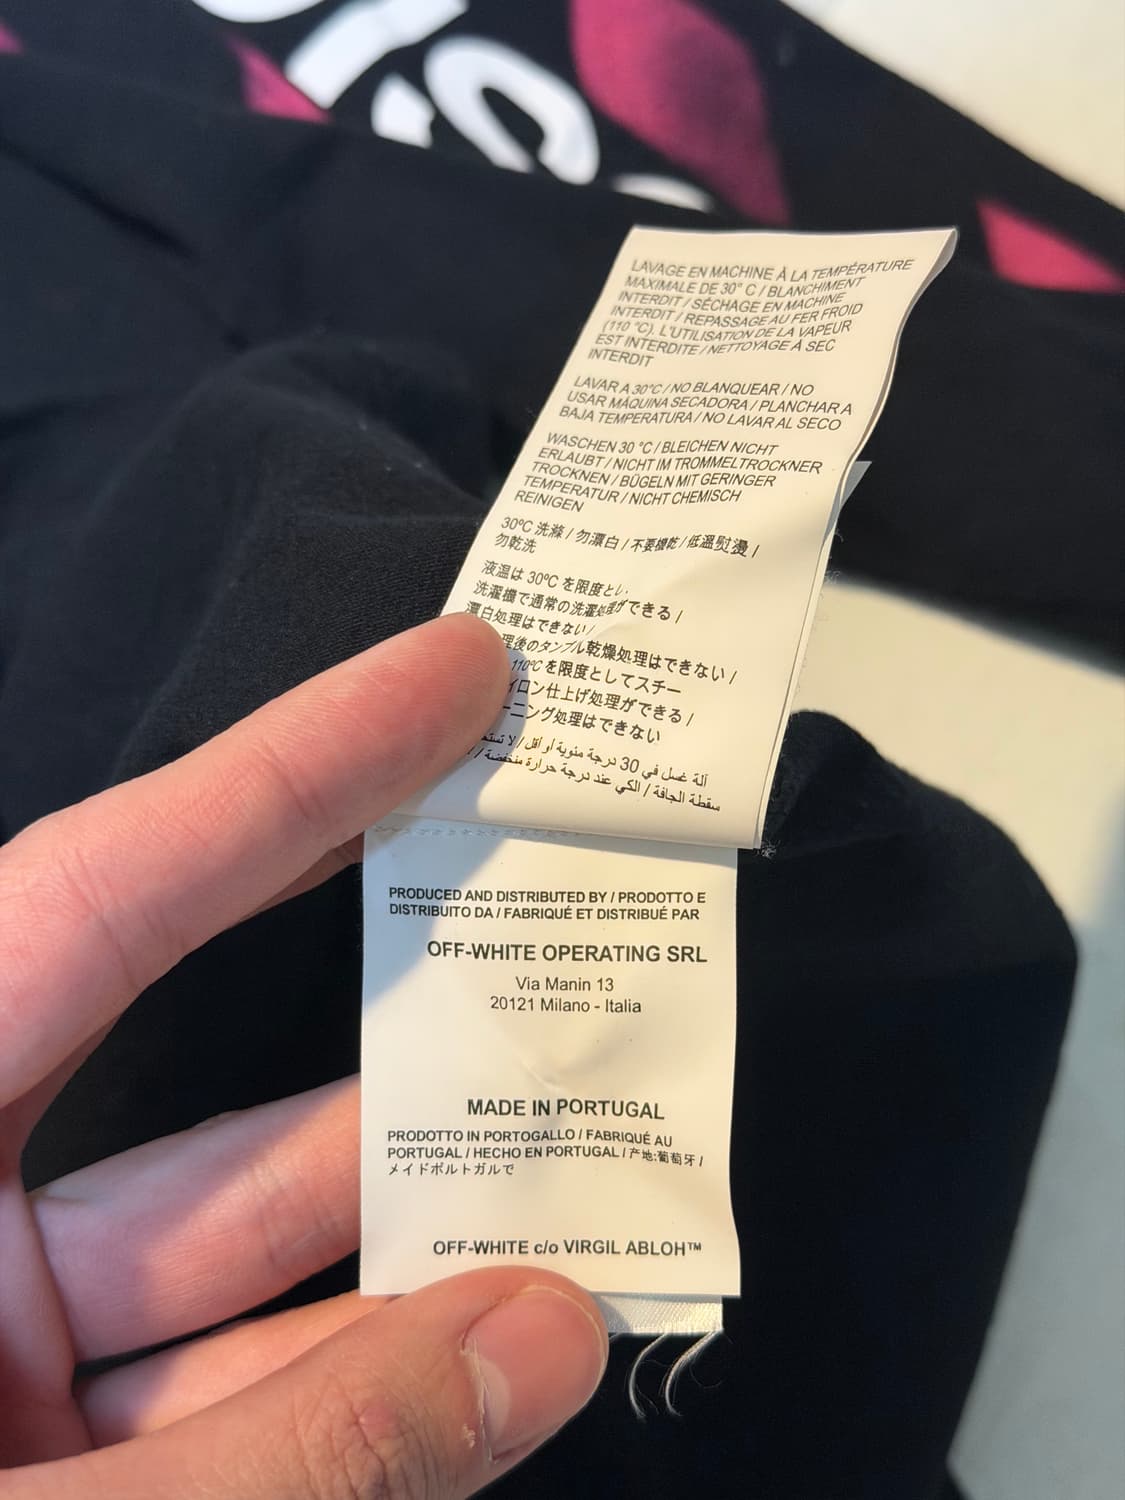 LAVAGE EN MACHINE À LA TEMPÉRATURE
MAXIMALE DE 30° C / BLANCHIMENT
INTERDIT / SÉCHAGE EN MACHINE
INTERDIT / REPASSAGE AU FER FROID
(110 °C). L'UTILISATION DE LA VAPEUR
EST INTERDITE / NETTOYAGE À SEC
INTERDIT
LAVAR A 30°C / NO BLANQUEAR / NO
USAR MÁQUINA SECADORA / PLANCHAR A
BAJA TEMPERATURA / NO LAVAR AL SECO
WASCHEN 30 °C / BLEICHEN NICHT
ERLAUBT / NICHT IM TROMMELTROCKNER
TROCKNEN / BÜGELN MIT GERINGER
TEMPERATUR / NICHT CHEMISCH
REINIGEN
30ºC 洗滌 / 勿漂白 / 不要擰乾 / 低溫熨燙 /
勿乾洗
液温は 30℃ を限度とし、
洗濯機で通常の洗濯処理ができる /
漂白処理はできない /
理後のタンブル乾燥処理はできない /
110℃ を限度としてスチー
イロン仕上げ処理ができる /
ーニング処理はできない
آلة غسل في 30 درجة مئوية أو أقل / لا
سقطة الجافة / الكي عند درجة حرارة منخفضة /
PRODUCED AND DISTRIBUTED BY / PRODOTTO E
DISTRIBUITO DA / FABRIQUÉ ET DISTRIBUÉ PAR
OFF-WHITE OPERATING SRL
Via Manin 13
20121 Milano - Italia
MADE IN PORTUGAL
PRODOTTO IN PORTOGALLO / FABRIQUÉ AU
PORTUGAL / HECHO EN PORTUGAL / 产地:葡萄牙 /
メイドポルトガルで
OFF-WHITE c/o VIRGIL ABLOH™